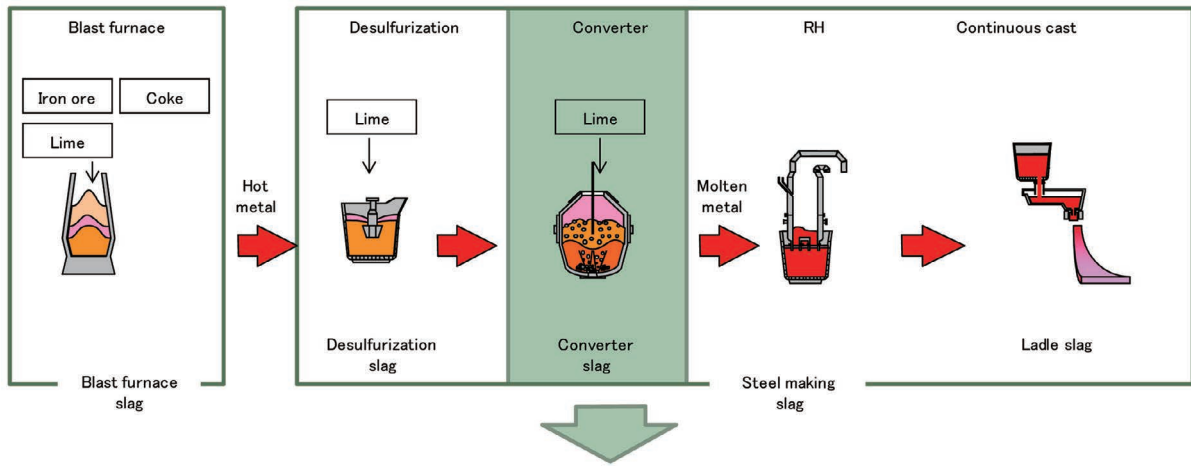 Blast furnace
Iron ore
Coke
Lime
Blast furnace
slag
Hot
metal
Desulfurization
Lime
Desulfurization
slag
Converter
Lime
Converter
slag
Molten
metal
RH
Continuous cast
Ladle slag
Steel making
slag